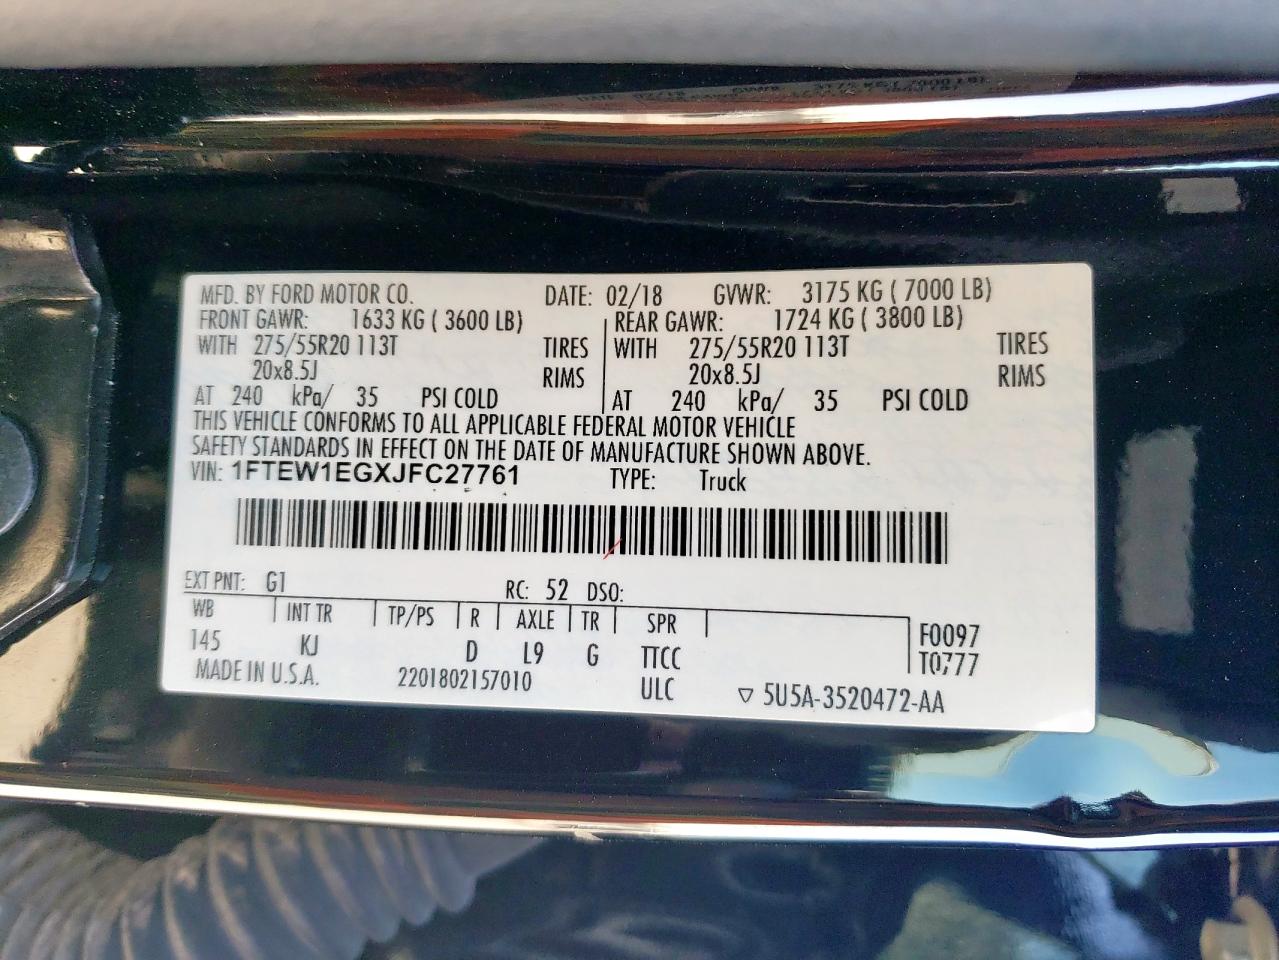 MFD. BY FORD MOTOR CO. DATE: 02/18 GVWR: 3175 KG ( 7000 LB)
FRONT GAWR: 1633 KG ( 3600 LB) REAR GAWR: 1724 KG ( 3800 LB)
WITH 275/55R20 113T TIRES WITH 275/55R20 113T TIRES
20x8.5J RIMS 20x8.5J RIMS
AT 240 kPa/ 35 PSI COLD AT 240 kPa/ 35 PSI COLD
THIS VEHICLE CONFORMS TO ALL APPLICABLE FEDERAL MOTOR VEHICLE
SAFETY STANDARDS IN EFFECT ON THE DATE OF MANUFACTURE SHOWN ABOVE.
VIN: 1FTEW1EGXJFC27761 TYPE: Truck
EXT PNT: G1 RC: 52 DSO:
WB INT TR TP/PS R AXLE TR SPR F0097
145 KJ D L9 G TTCC T0777
MADE IN U.S.A. 2201802157010 ULC ▽ 5U5A-3520472-AA